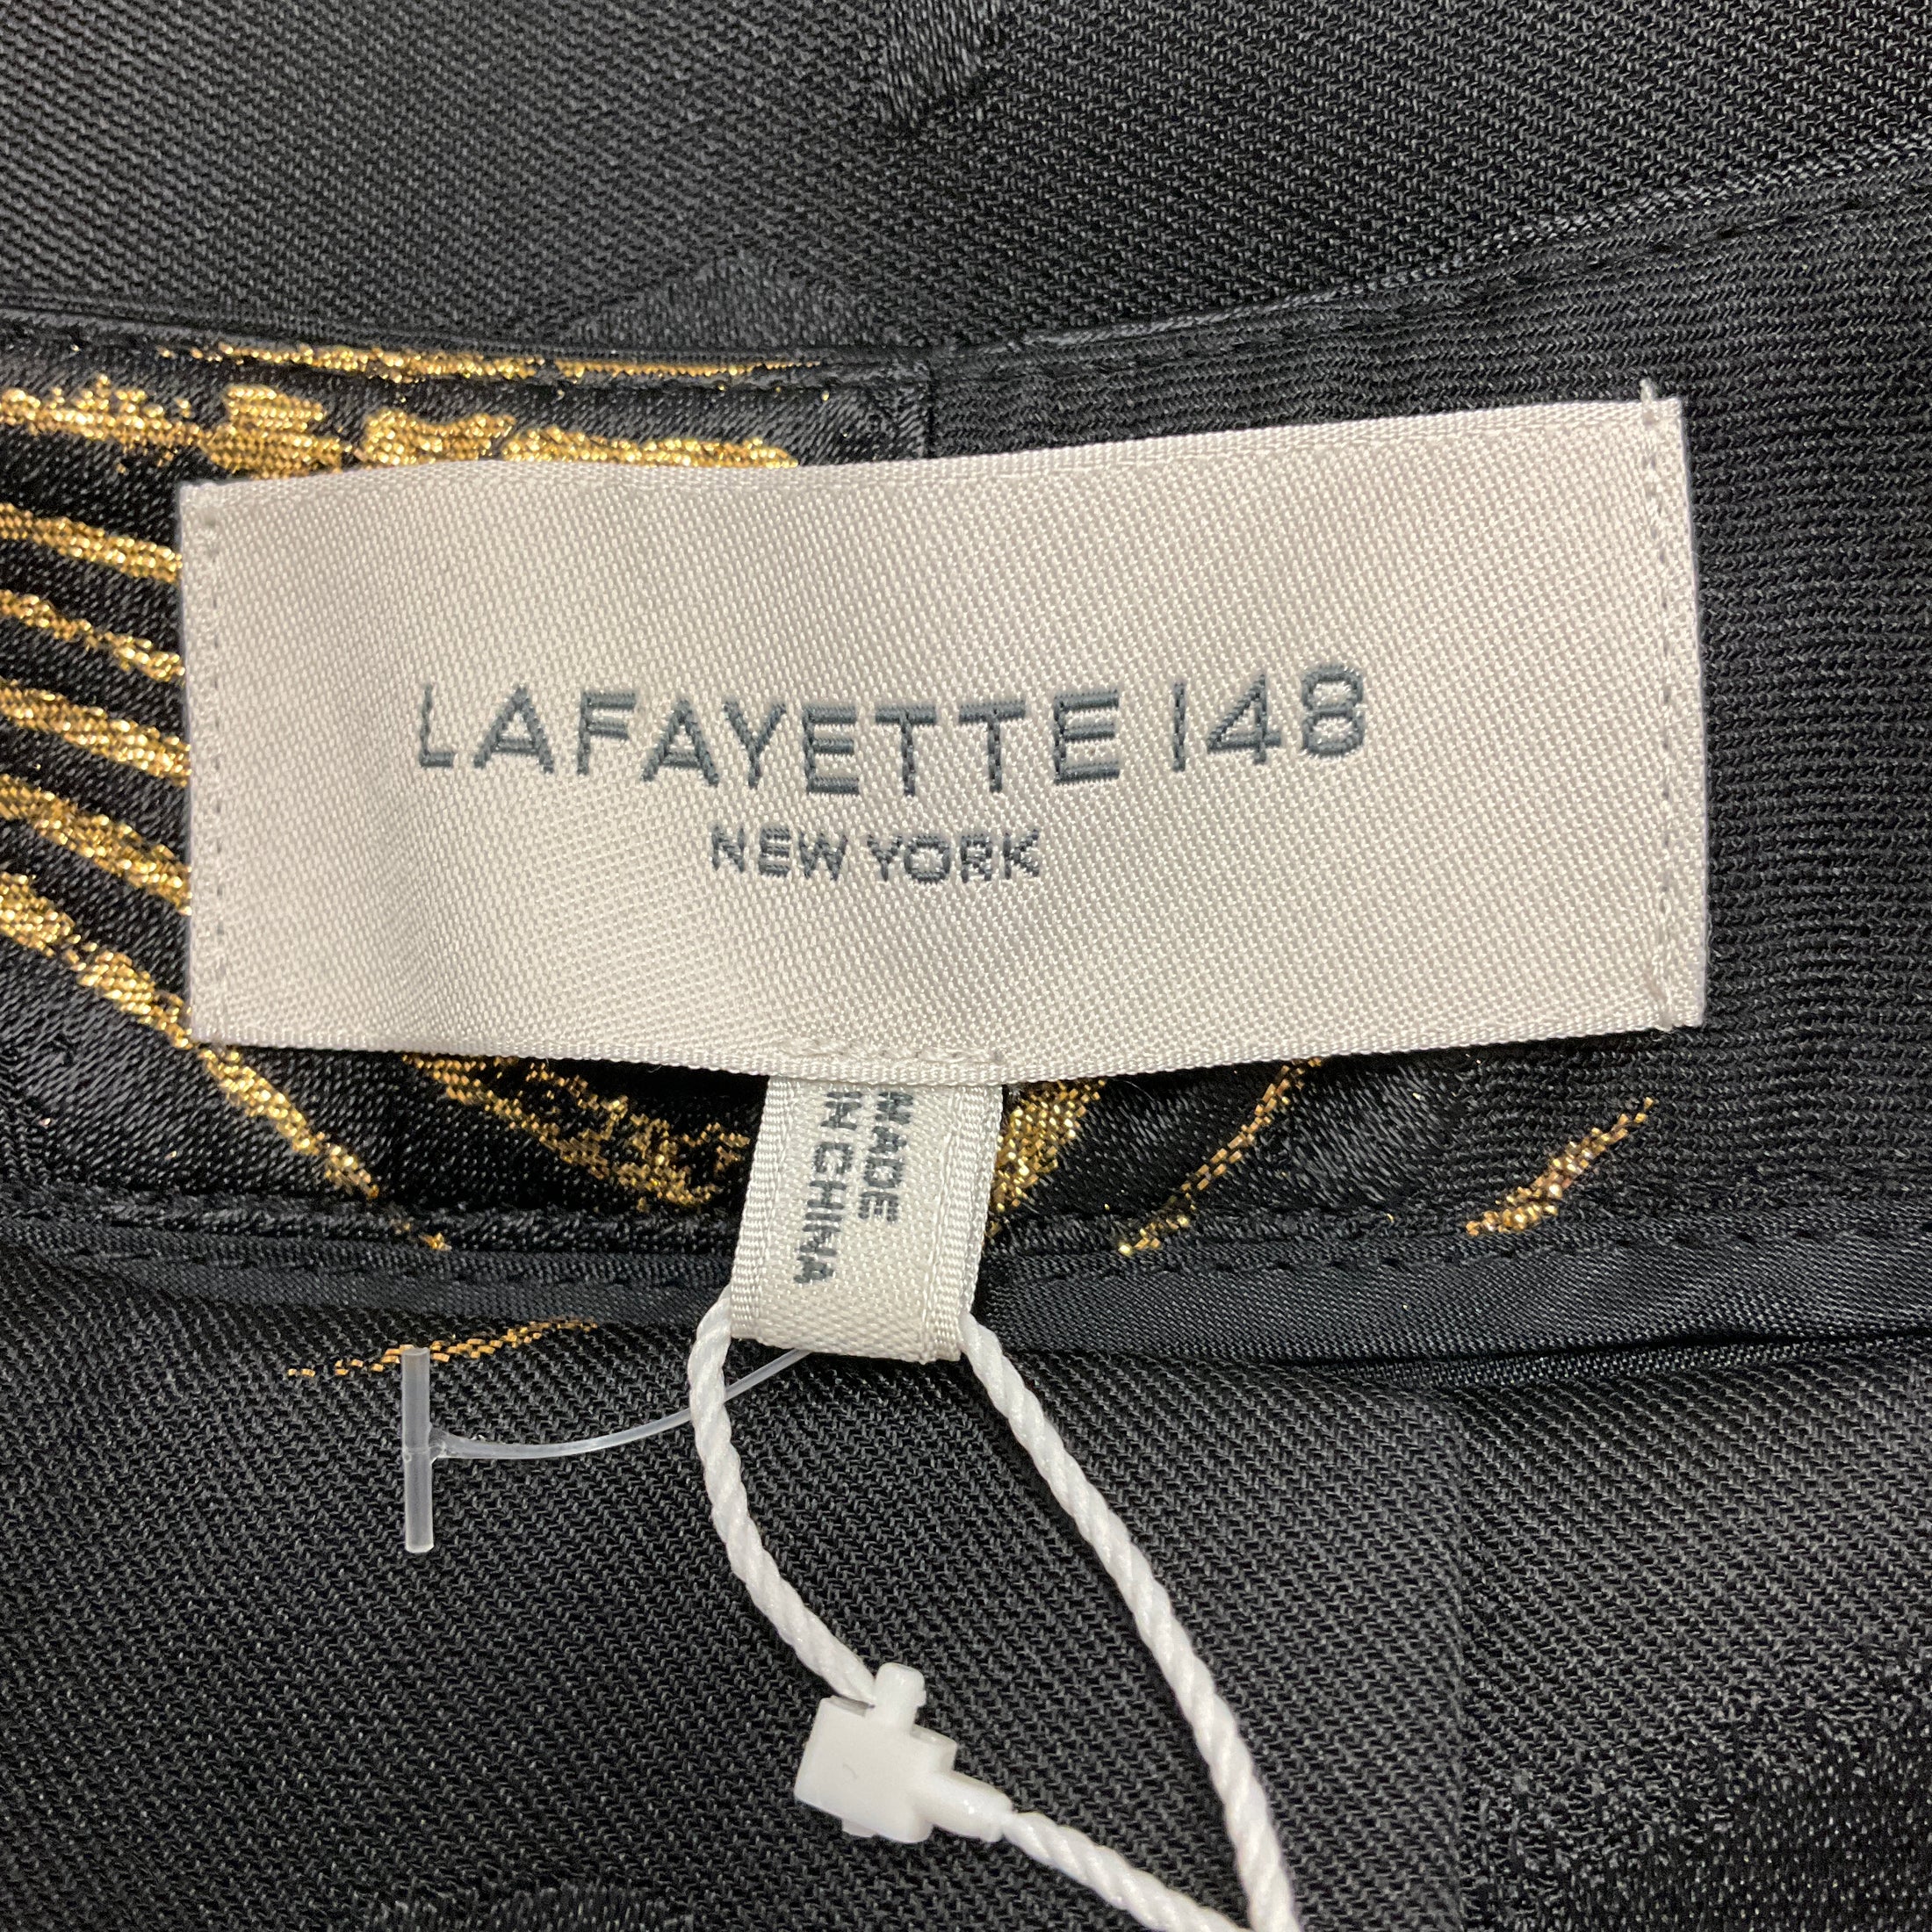 LAFAYETTE 148
NEW YORK
MADE
IN CHINA